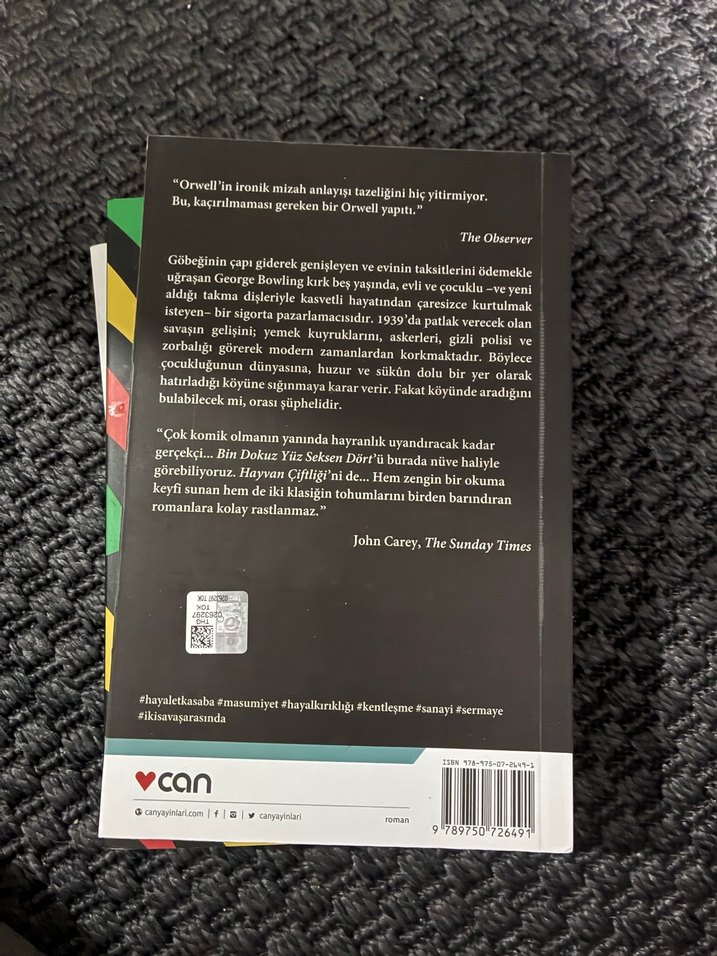 “Orwell’in ironik mizah anlayışı tazeliğini hiç yitirmiyor.
Bu, kaçırılmaması gereken bir Orwell yapıtı.”
The Observer
Göbeğinin çapı giderek genişleyen ve evinin taksitlerini ödemekle
uğraşan George Bowling kırk beş yaşında, evli ve çocuklu –ve yeni
aldığı takma dişleriyle kasvetli hayatından çaresizce kurtulmak
isteyen– bir sigorta pazarlamacısıdır. 1939’da patlak verecek olan
savaşın gelişini; yemek kuyruklarını, askerleri, gizli polisi ve
zorbalığı görerek modern zamanlardan korkmaktadır. Böylece
çocukluğunun dünyasına, huzur ve sükûn dolu bir yer olarak
hatırladığı köyüne sığınmaya karar verir. Fakat köyünde aradığını
bulabilecek mi, orası şüphelidir.
“Çok komik olmanın yanında hayranlık uyandıracak kadar
gerçekçi... Bin Dokuz Yüz Seksen Dört’ü burada nüve haliyle
görebiliyoruz. Hayvan Çiftliği’ni de... Hem zengin bir okuma
keyfi sunan hem de iki klasiğin tohumlarını birden barındıran
romanlara kolay rastlanmaz.”
John Carey, The Sunday Times
THG
TOK
0263297
#hayaletkasaba #masumiyet #hayalkırıklığı #kentleşme #sanayi #sermaye
#ikisavaşarasında
can
canyayinlari.com | f | | canyayinlari
roman
ISBN 978-975-07-2649-1
9 789750 726491